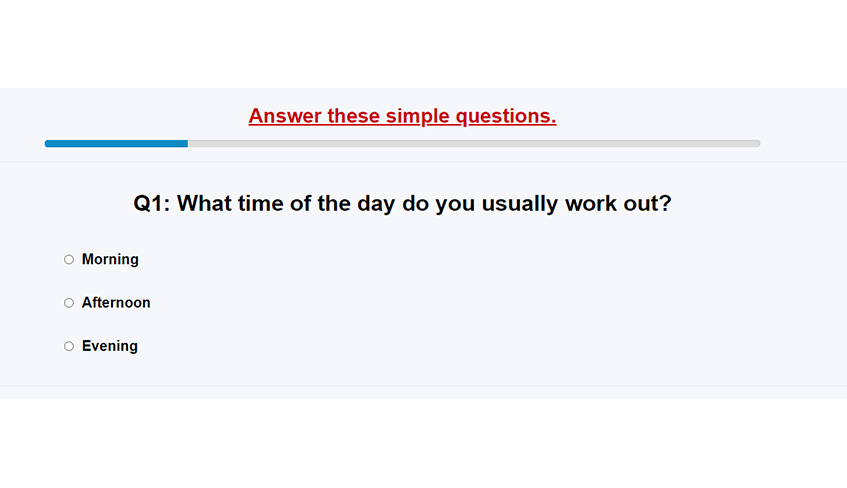 Answer these simple questions.
Q1: What time of the day do you usually work out?
Morning
Afternoon
Evening